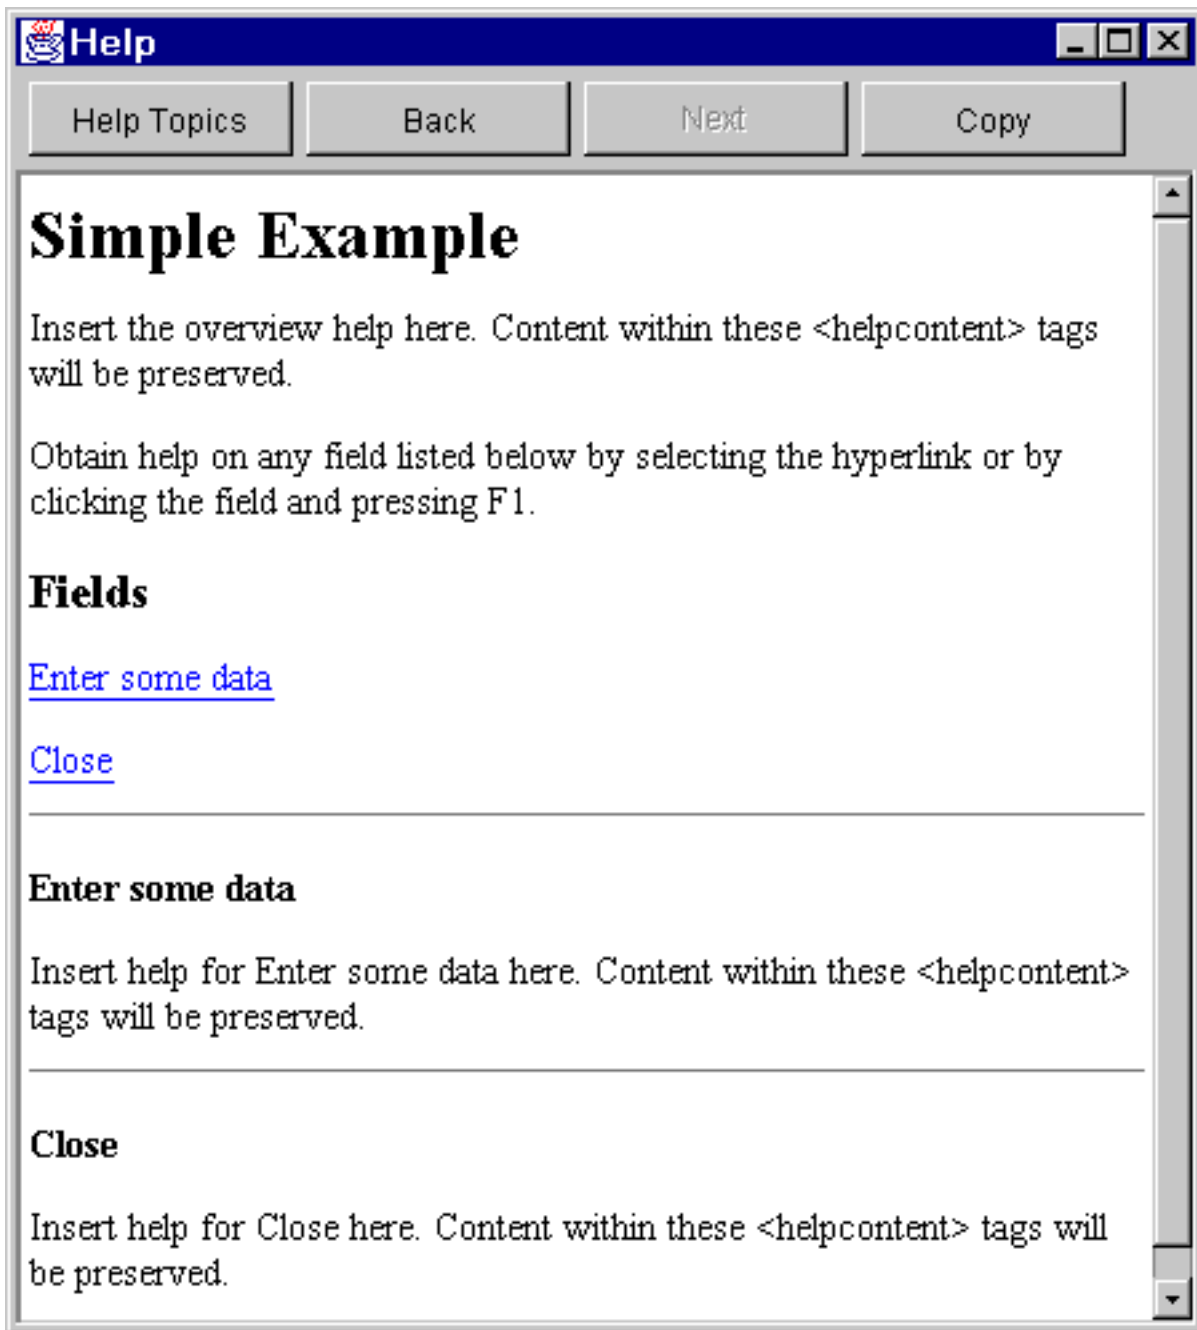 Help
Help Topics Back Next Copy
Simple Example
Insert the overview help here. Content within these <helpcontent> tags
will be preserved.
Obtain help on any field listed below by selecting the hyperlink or by
clicking the field and pressing F1.
Fields
Enter some data
Close
Enter some data
Insert help for Enter some data here. Content within these <helpcontent>
tags will be preserved.
Close
Insert help for Close here. Content within these <helpcontent> tags will
be preserved.